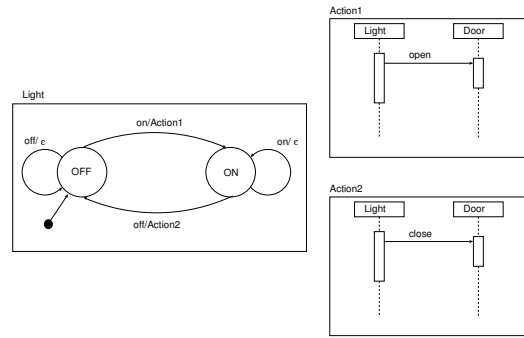 Light
off/ ε
on/Action1
on/ ε
OFF
ON
off/Action2
Action1
Light Door
open
Action2
Light Door
close